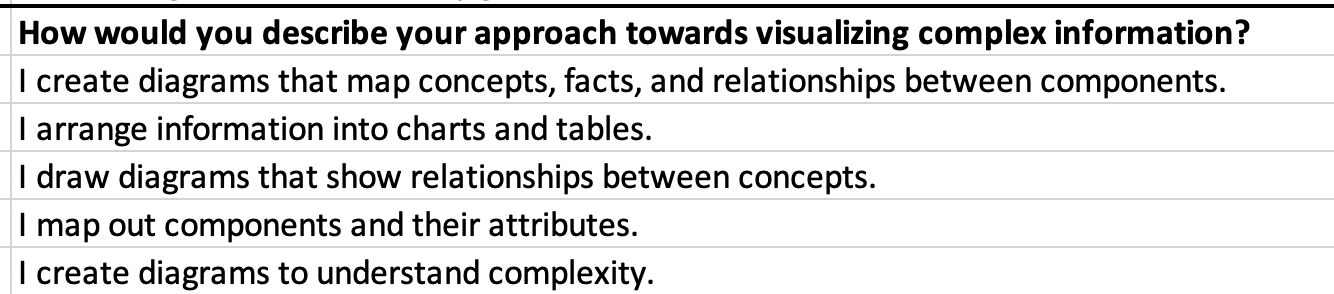 How would you describe your approach towards visualizing complex information?
I create diagrams that map concepts, facts, and relationships between components.
I arrange information into charts and tables.
I draw diagrams that show relationships between concepts.
I map out components and their attributes.
I create diagrams to understand complexity.